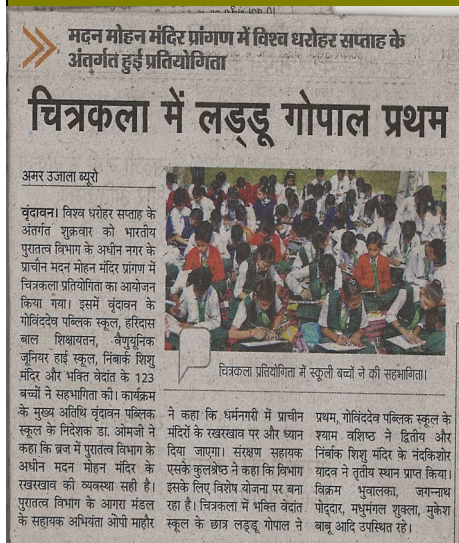 मदन मोहन मंदिर प्रांगण में विश्व धरोहर सप्ताह के
अंतर्गत हुई प्रतियोगिता
चित्रकला में लड्डू गोपाल प्रथम
अमर उजाला ब्यूरो
वृंदावन। विश्व धरोहर सप्ताह के
अंतर्गत शुक्रवार को भारतीय
पुरातत्व विभाग के अधीन नगर के
प्राचीन मदन मोहन मंदिर प्रांगण में
चित्रकला प्रतियोगिता का आयोजन
किया गया। इसमें वृंदावन के
गोविंददेव पब्लिक स्कूल, हरिदास
बाल शिक्षायतन, वैणुधूनिक
जूनियर हाई स्कूल, निंबार्क शिशु
मंदिर और भक्ति वेदांत के 123
बच्चों ने सहभागिता की। कार्यक्रम
के मुख्य अतिथि वृंदावन पब्लिक
स्कूल के निदेशक डा. ओमजी ने
कहा कि ब्रज में पुरातत्व विभाग के
अधीन मदन मोहन मंदिर के
रखरखाव की व्यवस्था सही है।
पुरातत्व विभाग के आगरा मंडल
के सहायक अभियंता ओपी माहौर
चित्रकला प्रतियोगिता में स्कूली बच्चों ने की सहभागिता।
ने कहा कि धर्मनगरी में प्राचीन
मंदिरों के रखरखाव पर और ध्यान
दिया जाएगा। संरक्षण सहायक
एसके कुलश्रेष्ठ ने कहा कि विभाग
इसके लिए विशेष योजना पर बना
रहा है। चित्रकला में भक्ति वेदांत
स्कूल के छात्र लड्डू गोपाल ने
प्रथम, गोविंददेव पब्लिक स्कूल के
श्याम वशिष्ठ ने द्वितीय और
निंर्बाक शिशु मंदिर के नंदकिशोर
यादव ने तृतीय स्थान प्राप्त किया।
विक्रम भुवालका, जगन्नाथ
पोद्दार, मधुमंगल शुक्ला, मुकेश
बाबू आदि उपस्थित रहे।